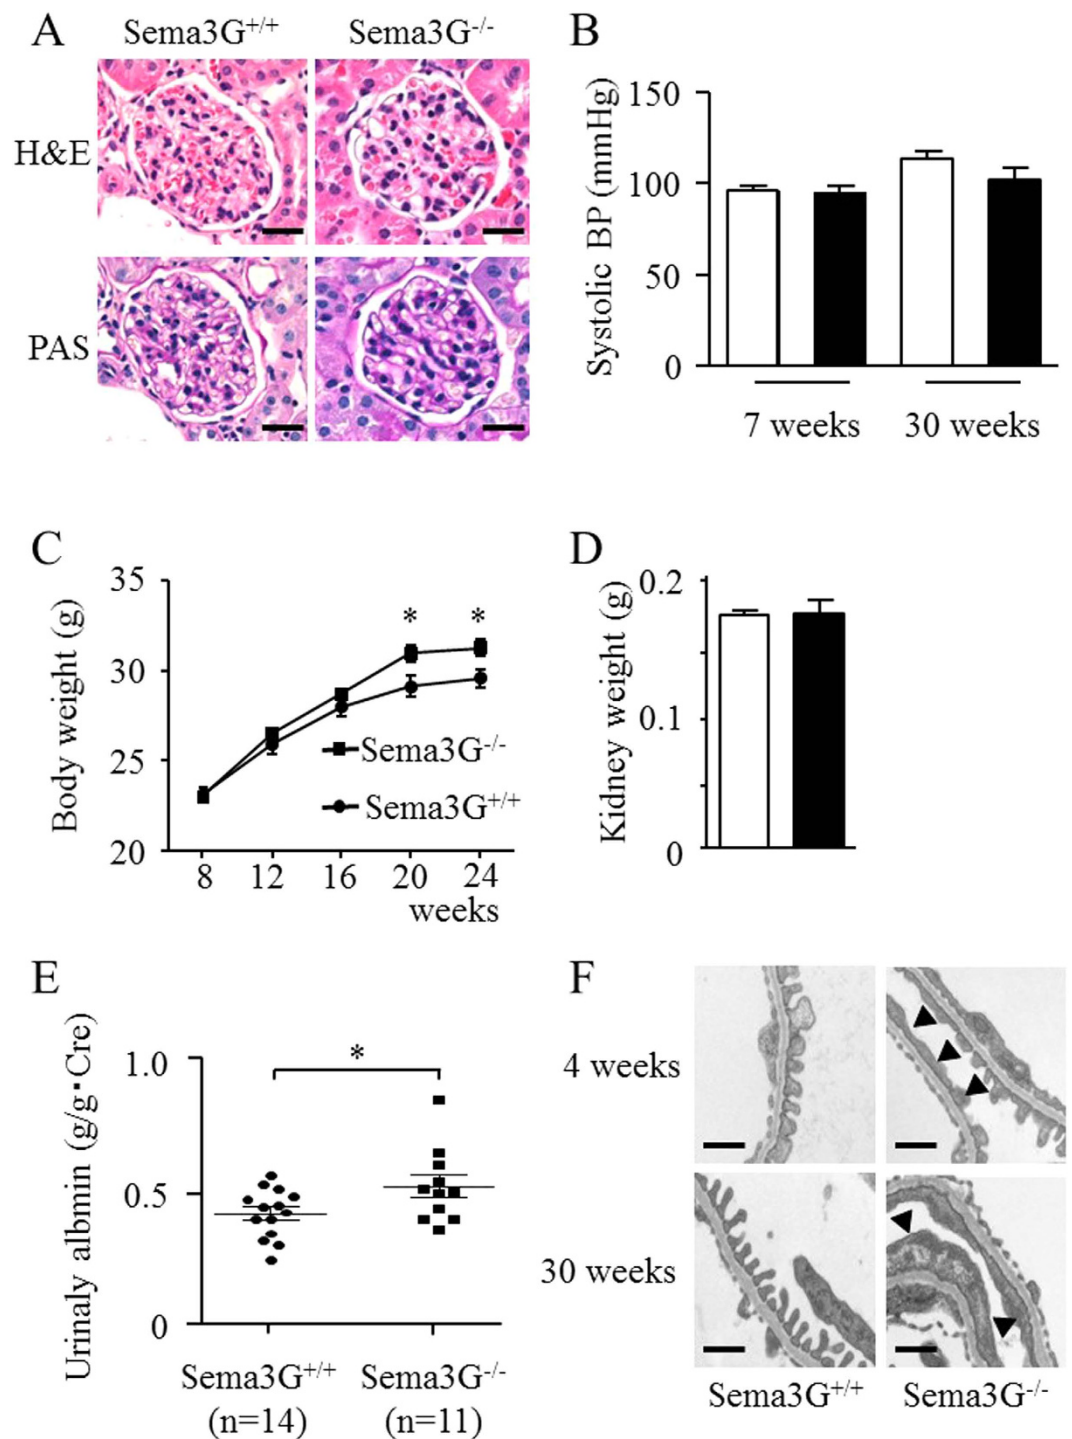 A
Sema3G+/+
Sema3G-/-
H&E
PAS
B
Systolic BP (mmHg)
150
100
50
0
7 weeks
30 weeks
C
Body weight (g)
35
30
25
20
* *
Sema3G-/-
Sema3G+/+
8 12 16 20 24
weeks
D
Kidney weight (g)
0.2
0.1
0
E
Urinaly albmin (g/g·Cre)
1.0
0.5
0
*
Sema3G+/+
(n=14)
Sema3G-/-
(n=11)
F
4 weeks
30 weeks
Sema3G+/+
Sema3G-/-